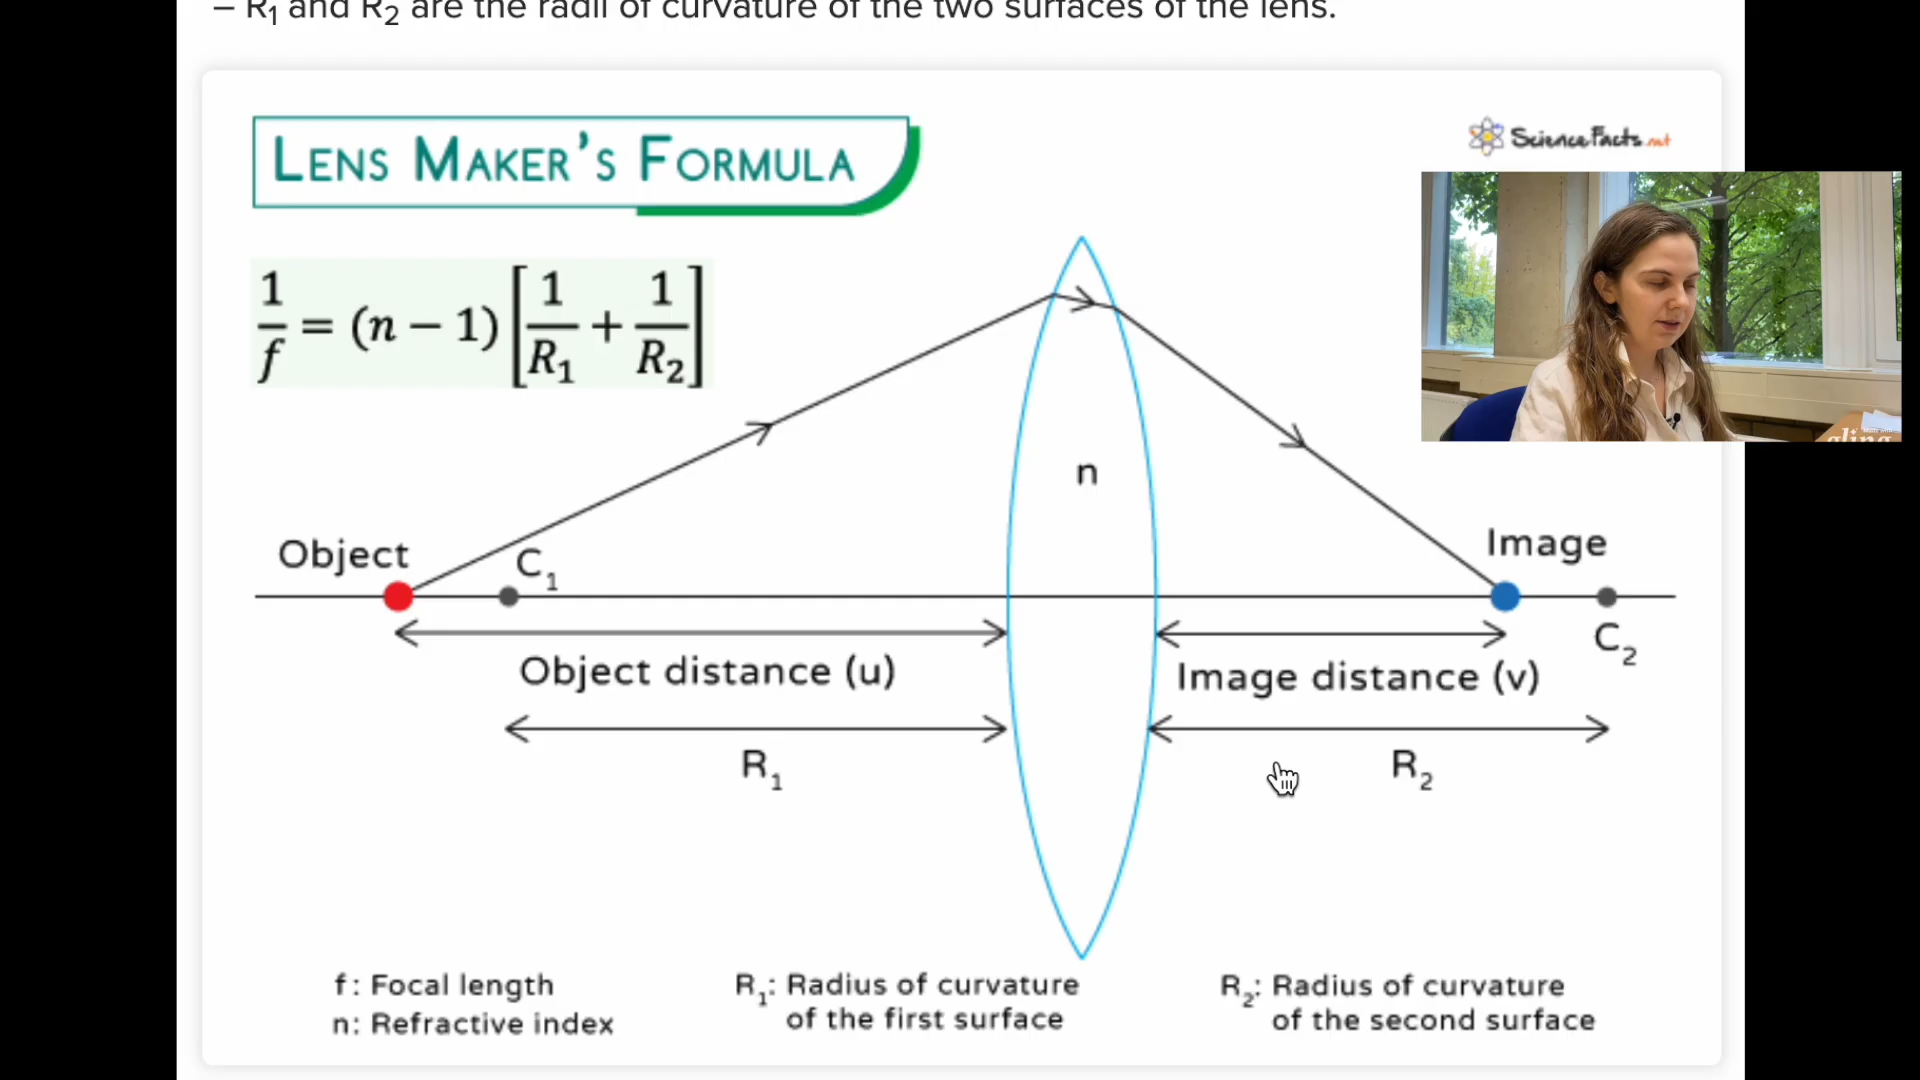 – R₁ and R₂ are the radii of curvature of the two surfaces of the lens.
LENS MAKER'S FORMULA
ScienceFacts.net
1/f = (n − 1) [1/R₁ + 1/R₂]
n
Object
C₁
Image
C₂
Object distance (u)
Image distance (v)
R₁
R₂
f: Focal length
n: Refractive index
R₁: Radius of curvature
of the first surface
R₂: Radius of curvature
of the second surface
gling